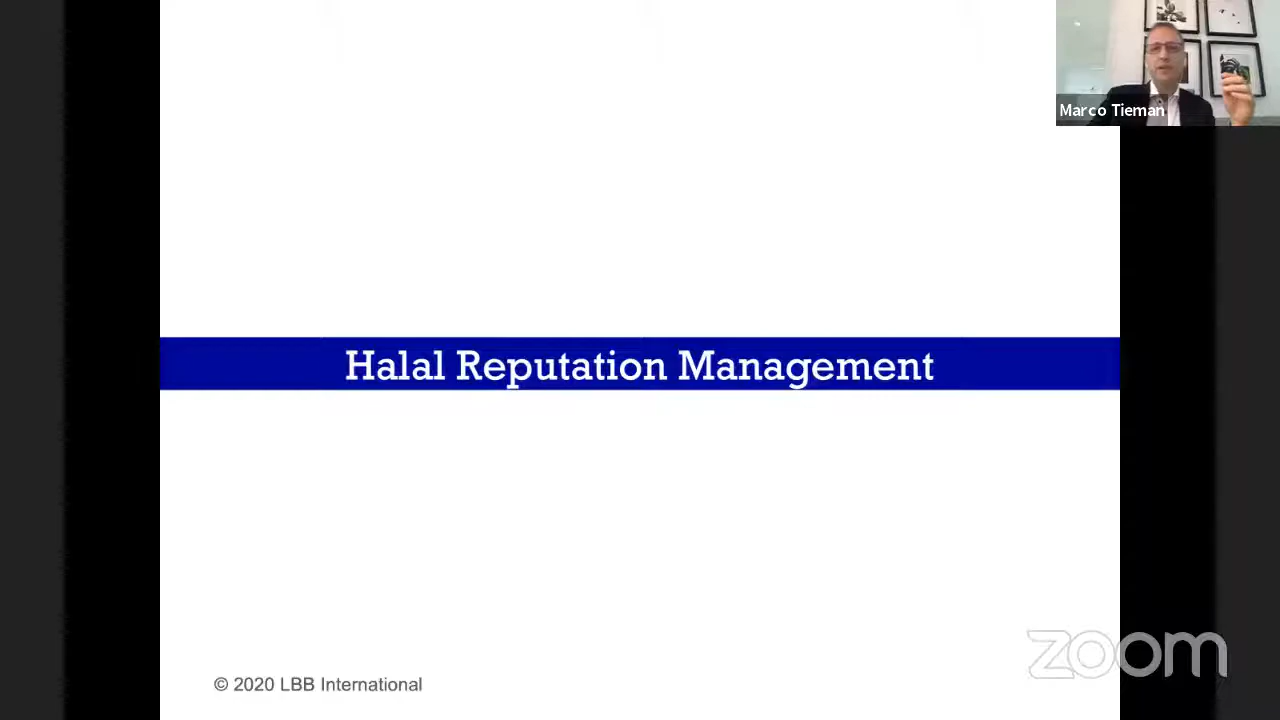 Marco Tieman
Halal Reputation Management
zoom
© 2020 LBB International